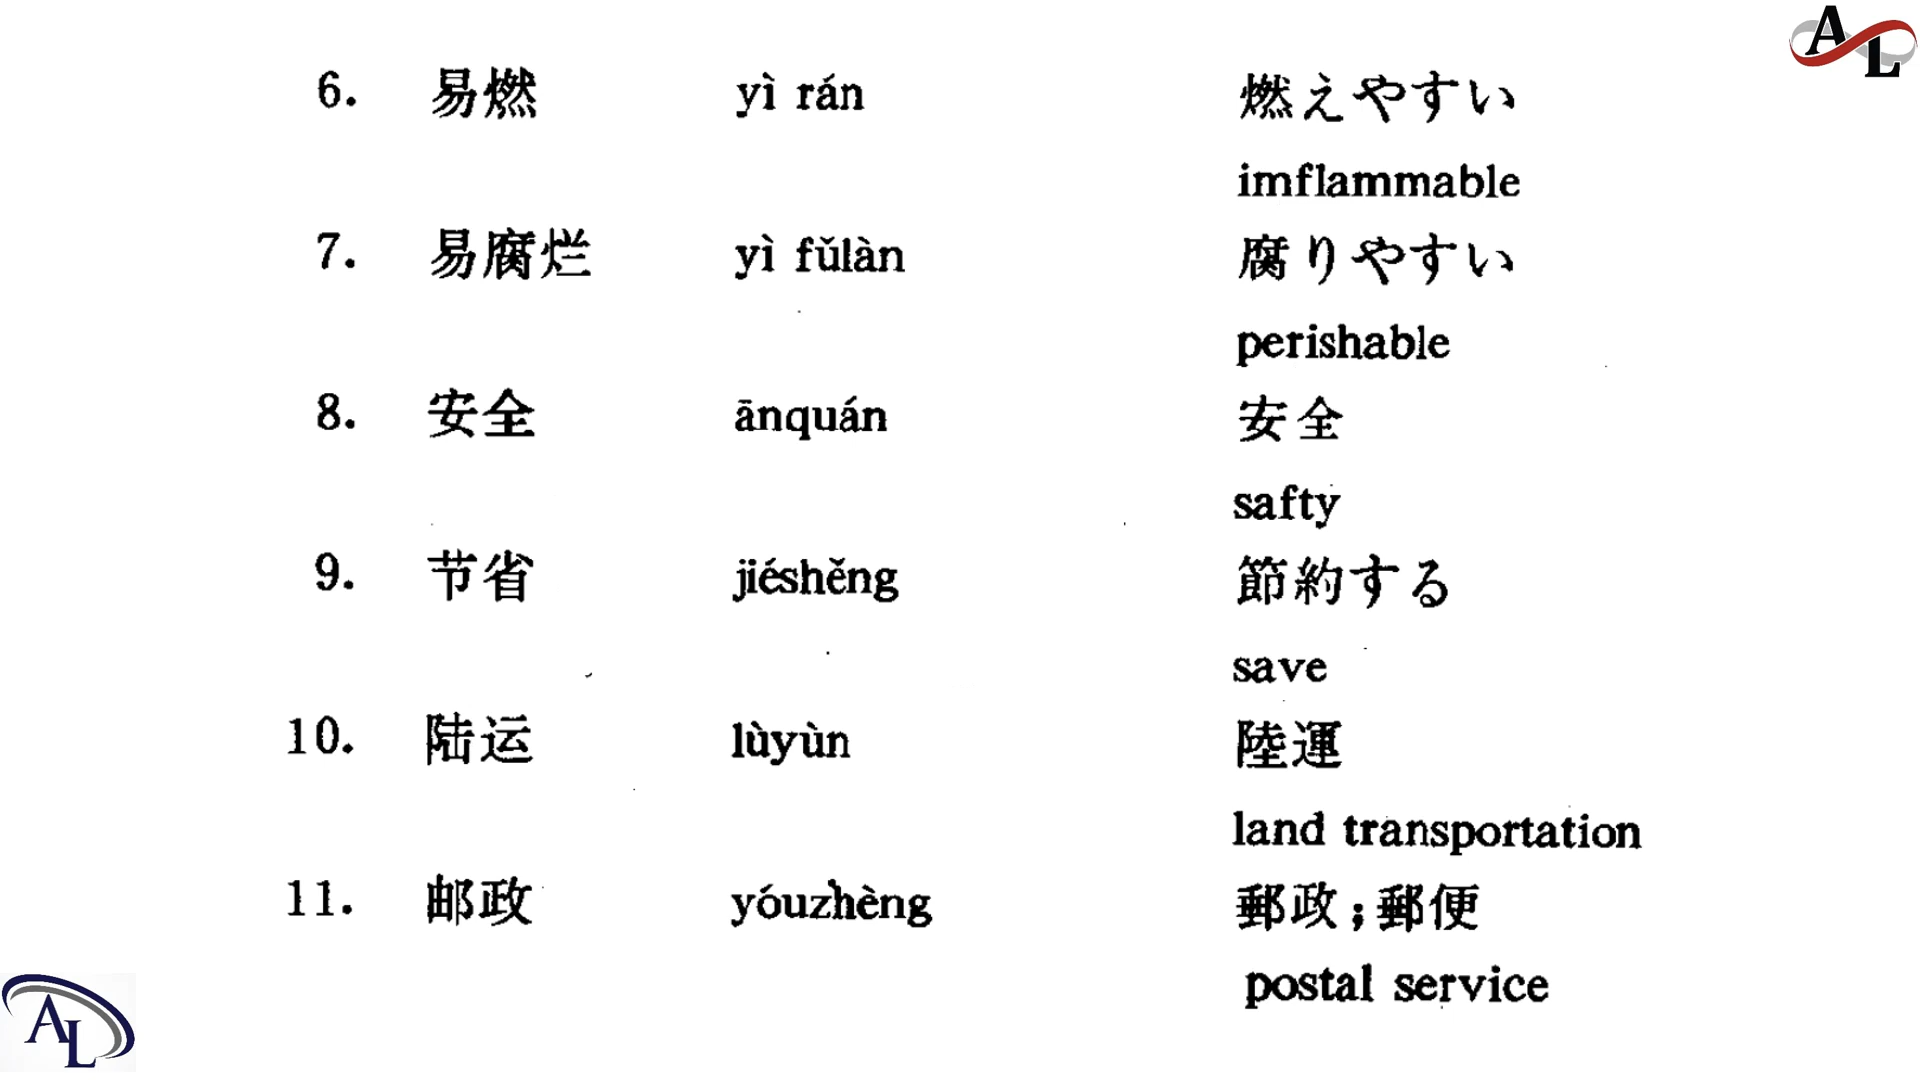 AL
6. 易燃 yì rán 燃えやすい
imflammable
7. 易腐烂 yì fǔlàn 腐りやすい
perishable
8. 安全 ānquán 安全
safty
9. 节省 jiéshěng 節約する
save
10. 陆运 lùyùn 陸運
land transportation
11. 邮政 yóuzhèng 郵政；郵便
postal service
AL